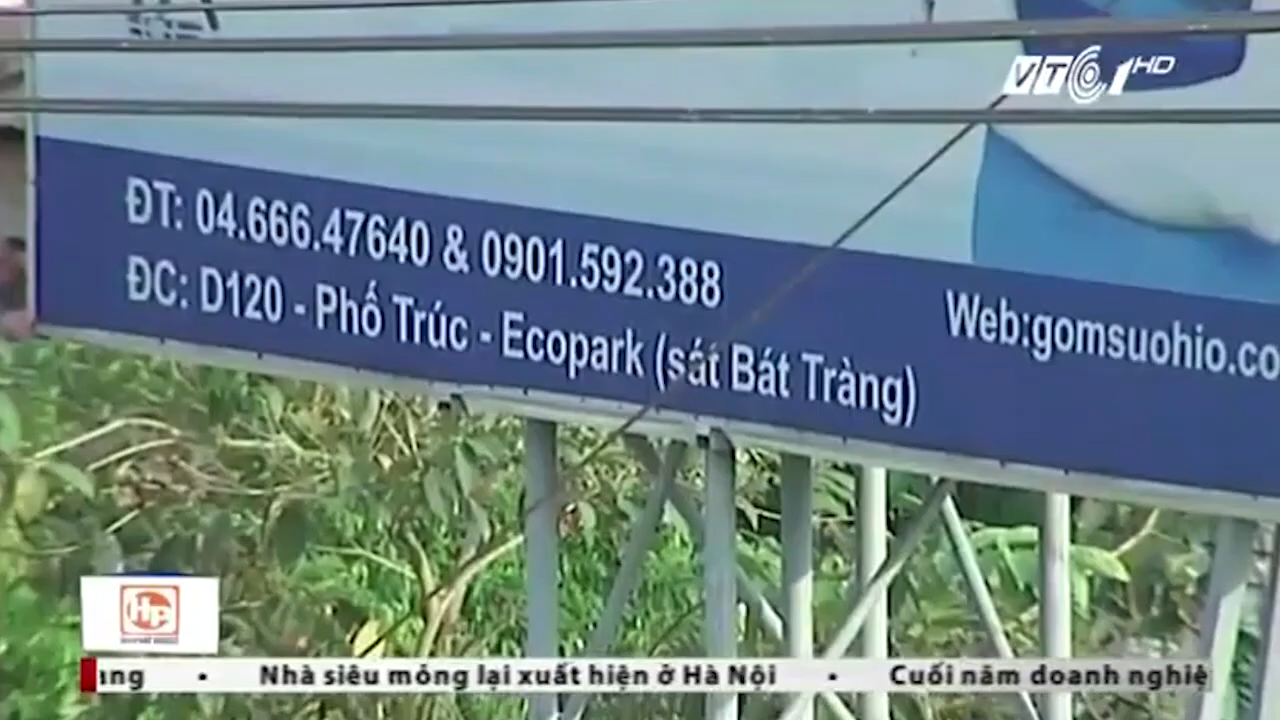 VTC1 HD
ĐT: 04.666.47640 & 0901.592.388
ĐC: D120 - Phố Trúc - Ecopark (sát Bát Tràng)
Web:gomsuohio.co
HP
ang • Nhà siêu mỏng lại xuất hiện ở Hà Nội • Cuối năm doanh nghiệ